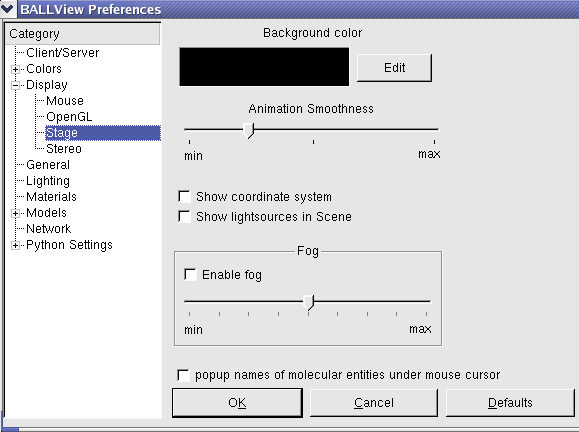 BALLView Preferences
Category
Client/Server
Colors
Display
Mouse
OpenGL
Stage
Stereo
General
Lighting
Materials
Models
Network
Python Settings
Background color
Edit
Animation Smoothness
min max
Show coordinate system
Show lightsources in Scene
Fog
Enable fog
min max
popup names of molecular entities under mouse cursor
OK Cancel Defaults